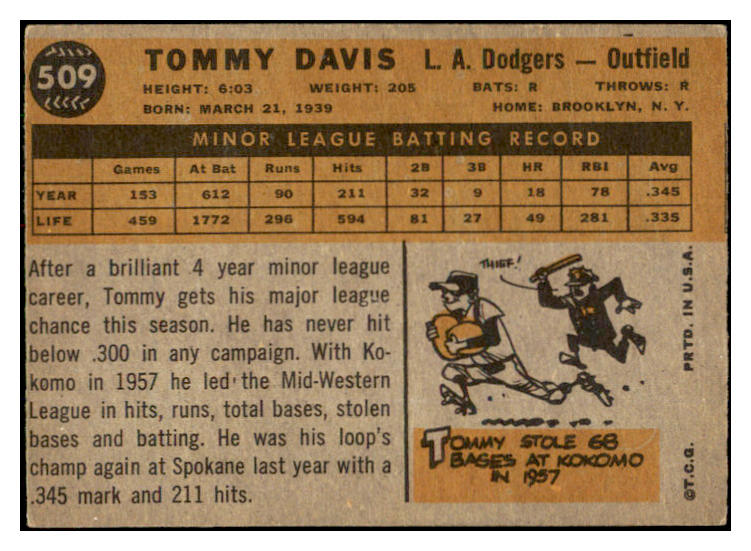 509
TOMMY DAVIS L. A. Dodgers — Outfield
HEIGHT: 6:03 WEIGHT: 205 BATS: R THROWS: R
BORN: MARCH 21, 1939 HOME: BROOKLYN, N. Y.
MINOR LEAGUE BATTING RECORD
Games At Bat Runs Hits 2B 3B HR RBI Avg
YEAR 153 612 90 211 32 9 18 78 .345
LIFE 459 1772 296 594 81 27 49 281 .335
After a brilliant 4 year minor league
career, Tommy gets his major league
chance this season. He has never hit
below .300 in any campaign. With Ko-
komo in 1957 he led the Mid-Western
League in hits, runs, total bases, stolen
bases and batting. He was his loop's
champ again at Spokane last year with a
.345 mark and 211 hits.
THIEF!
TOMMY STOLE 68
BASES AT KOKOMO
IN 1957
©T.C.G. PRTD. IN U.S.A.